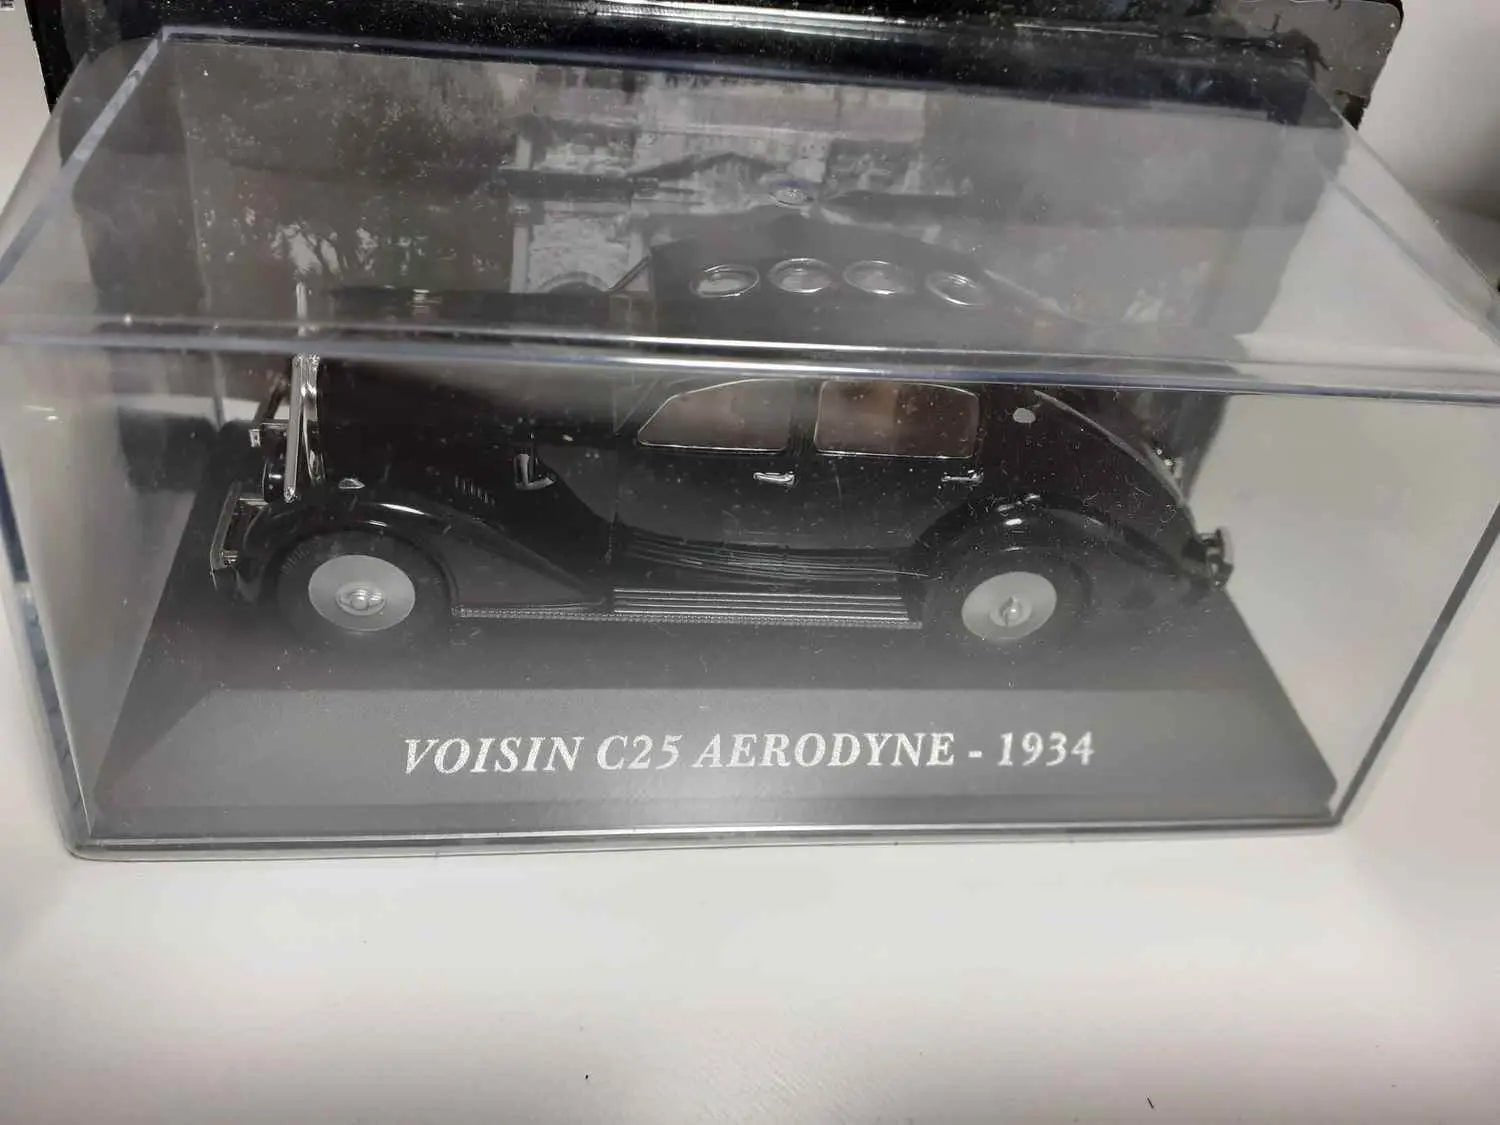 VOISIN C25 AERODYNE - 1934